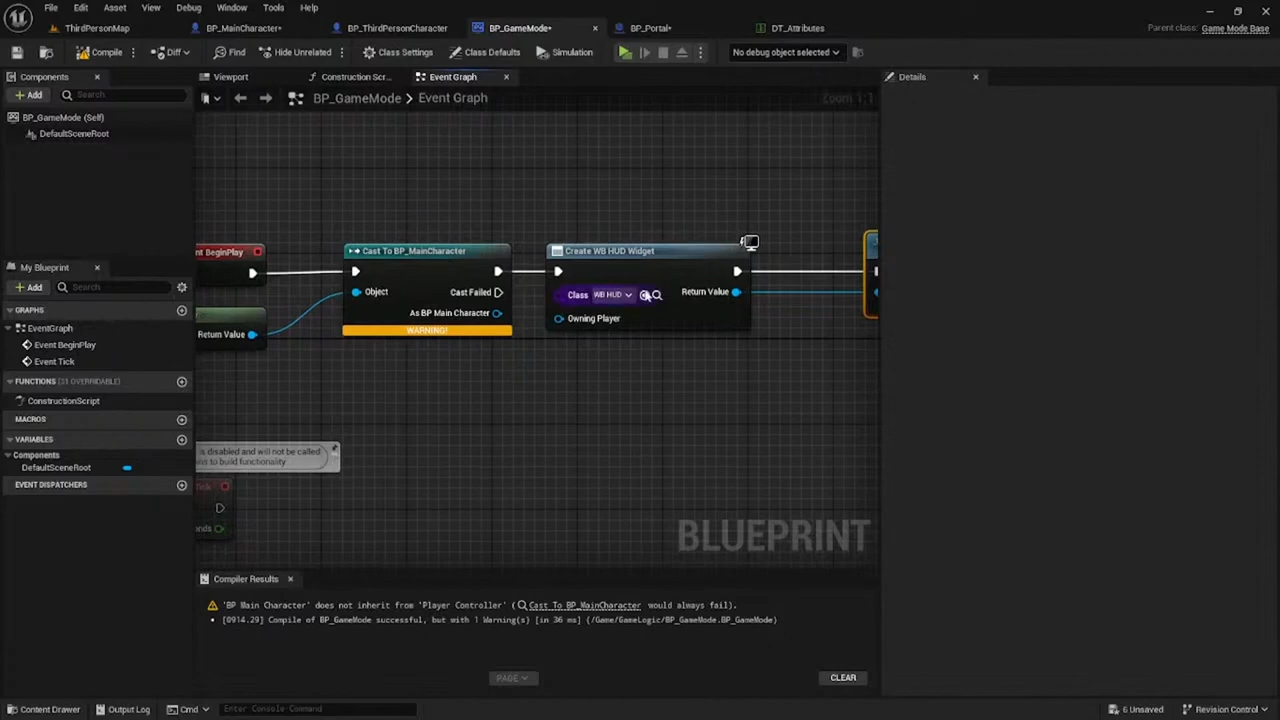 File Edit Asset View Debug Window Tools Help
ThirdPersonMap BP_MainCharacter* BP_ThirdPersonCharacter BP_GameMode* BP_Portal* DT_Attributes Parent class: Game Mode Base
Compile Diff Find Hide Unrelated Class Settings Class Defaults Simulation No debug object selected
Components Viewport Construction Scr... Event Graph Details
Add Search
BP_GameMode > Event Graph Zoom 1:1
BP_GameMode (Self)
DefaultSceneRoot
nt BeginPlay
Cast To BP_MainCharacter
Object Cast Failed
As BP Main Character
WARNING!
Create WB HUD Widget
Class WB HUD Return Value
Owning Player
Return Value
My Blueprint
Add Search
GRAPHS
EventGraph
Event BeginPlay
Event Tick
FUNCTIONS (31 OVERRIDABLE)
ConstructionScript
MACROS
VARIABLES
Components
DefaultSceneRoot
EVENT DISPATCHERS
is disabled and will not be called
to build functionality
Tick
onds
BLUEPRINT
Compiler Results
'BP Main Character' does not inherit from 'Player Controller' ( Cast To BP_MainCharacter would always fail).
[0914.29] Compile of BP_GameMode successful, but with 1 Warning(s) [in 36 ms] (/Game/GameLogic/BP_GameMode.BP_GameMode)
PAGE CLEAR
Content Drawer Output Log Cmd Enter Console Command 6 Unsaved Revision Control